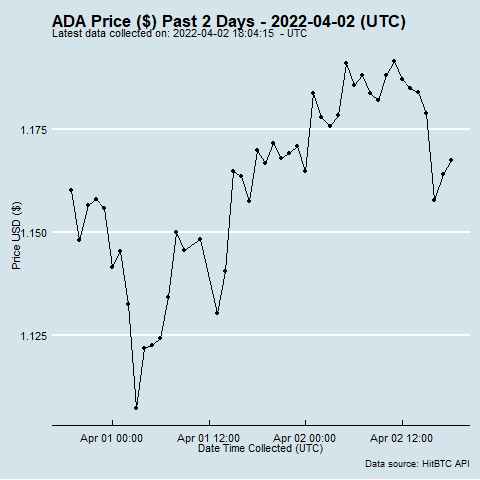 ADA Price ($) Past 2 Days - 2022-04-02 (UTC)
Latest data collected on: 2022-04-02 18:04:15 - UTC
1.175
1.150
1.125
Price USD ($)
Apr 01 00:00 Apr 01 12:00 Apr 02 00:00 Apr 02 12:00
Date Time Collected (UTC)
Data source: HitBTC API